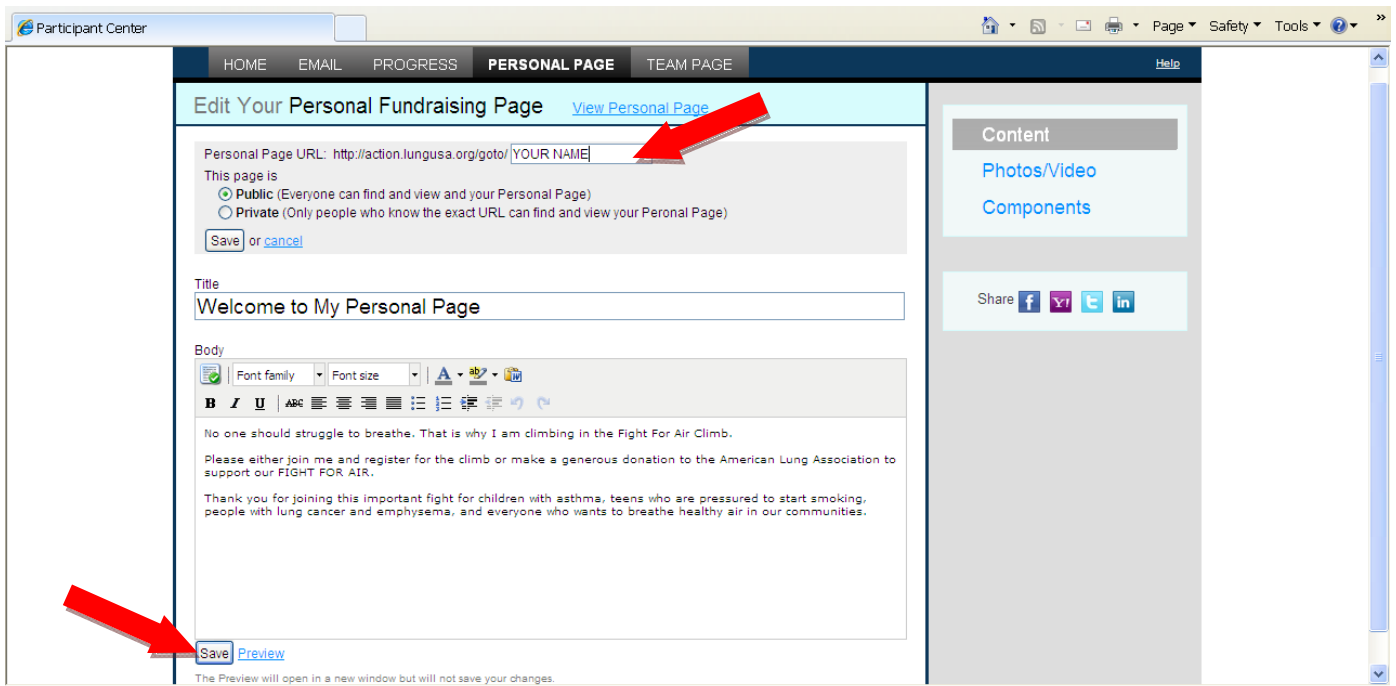 Participant Center
Page Safety Tools »
HOME EMAIL PROGRESS PERSONAL PAGE TEAM PAGE Help
Edit Your Personal Fundraising Page View Personal Page
Personal Page URL: http://action.lungusa.org/goto/ YOUR NAME
This page is
Public (Everyone can find and view and your Personal Page)
Private (Only people who know the exact URL can find and view your Peronal Page)
Save or cancel
Title
Welcome to My Personal Page
Body
Font family Font size A ab
B I U ABC
No one should struggle to breathe. That is why I am climbing in the Fight For Air Climb.
Please either join me and register for the climb or make a generous donation to the American Lung Association to
support our FIGHT FOR AIR.
Thank you for joining this important fight for children with asthma, teens who are pressured to start smoking,
people with lung cancer and emphysema, and everyone who wants to breathe healthy air in our communities.
Save Preview
The Preview will open in a new window but will not save your changes.
Content
Photos/Video
Components
Share f Y! t in